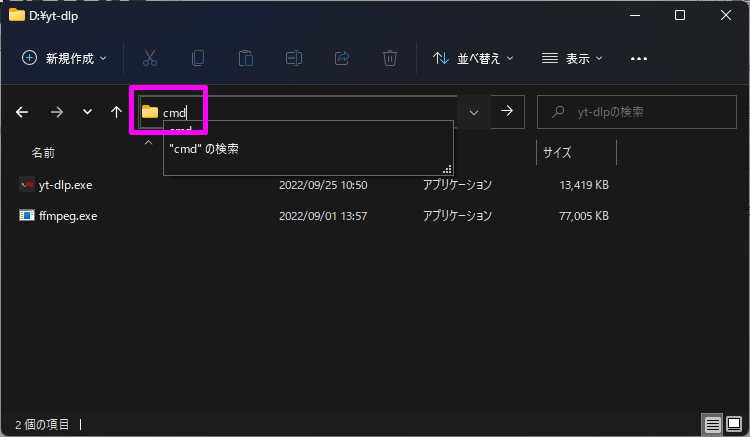 D:¥yt-dlp
新規作成 並べ替え 表示
cmd yt-dlpの検索
"cmd" の検索
名前 サイズ
yt-dlp.exe 2022/09/25 10:50 アプリケーション 13,419 KB
ffmpeg.exe 2022/09/01 13:57 アプリケーション 77,005 KB
2 個の項目